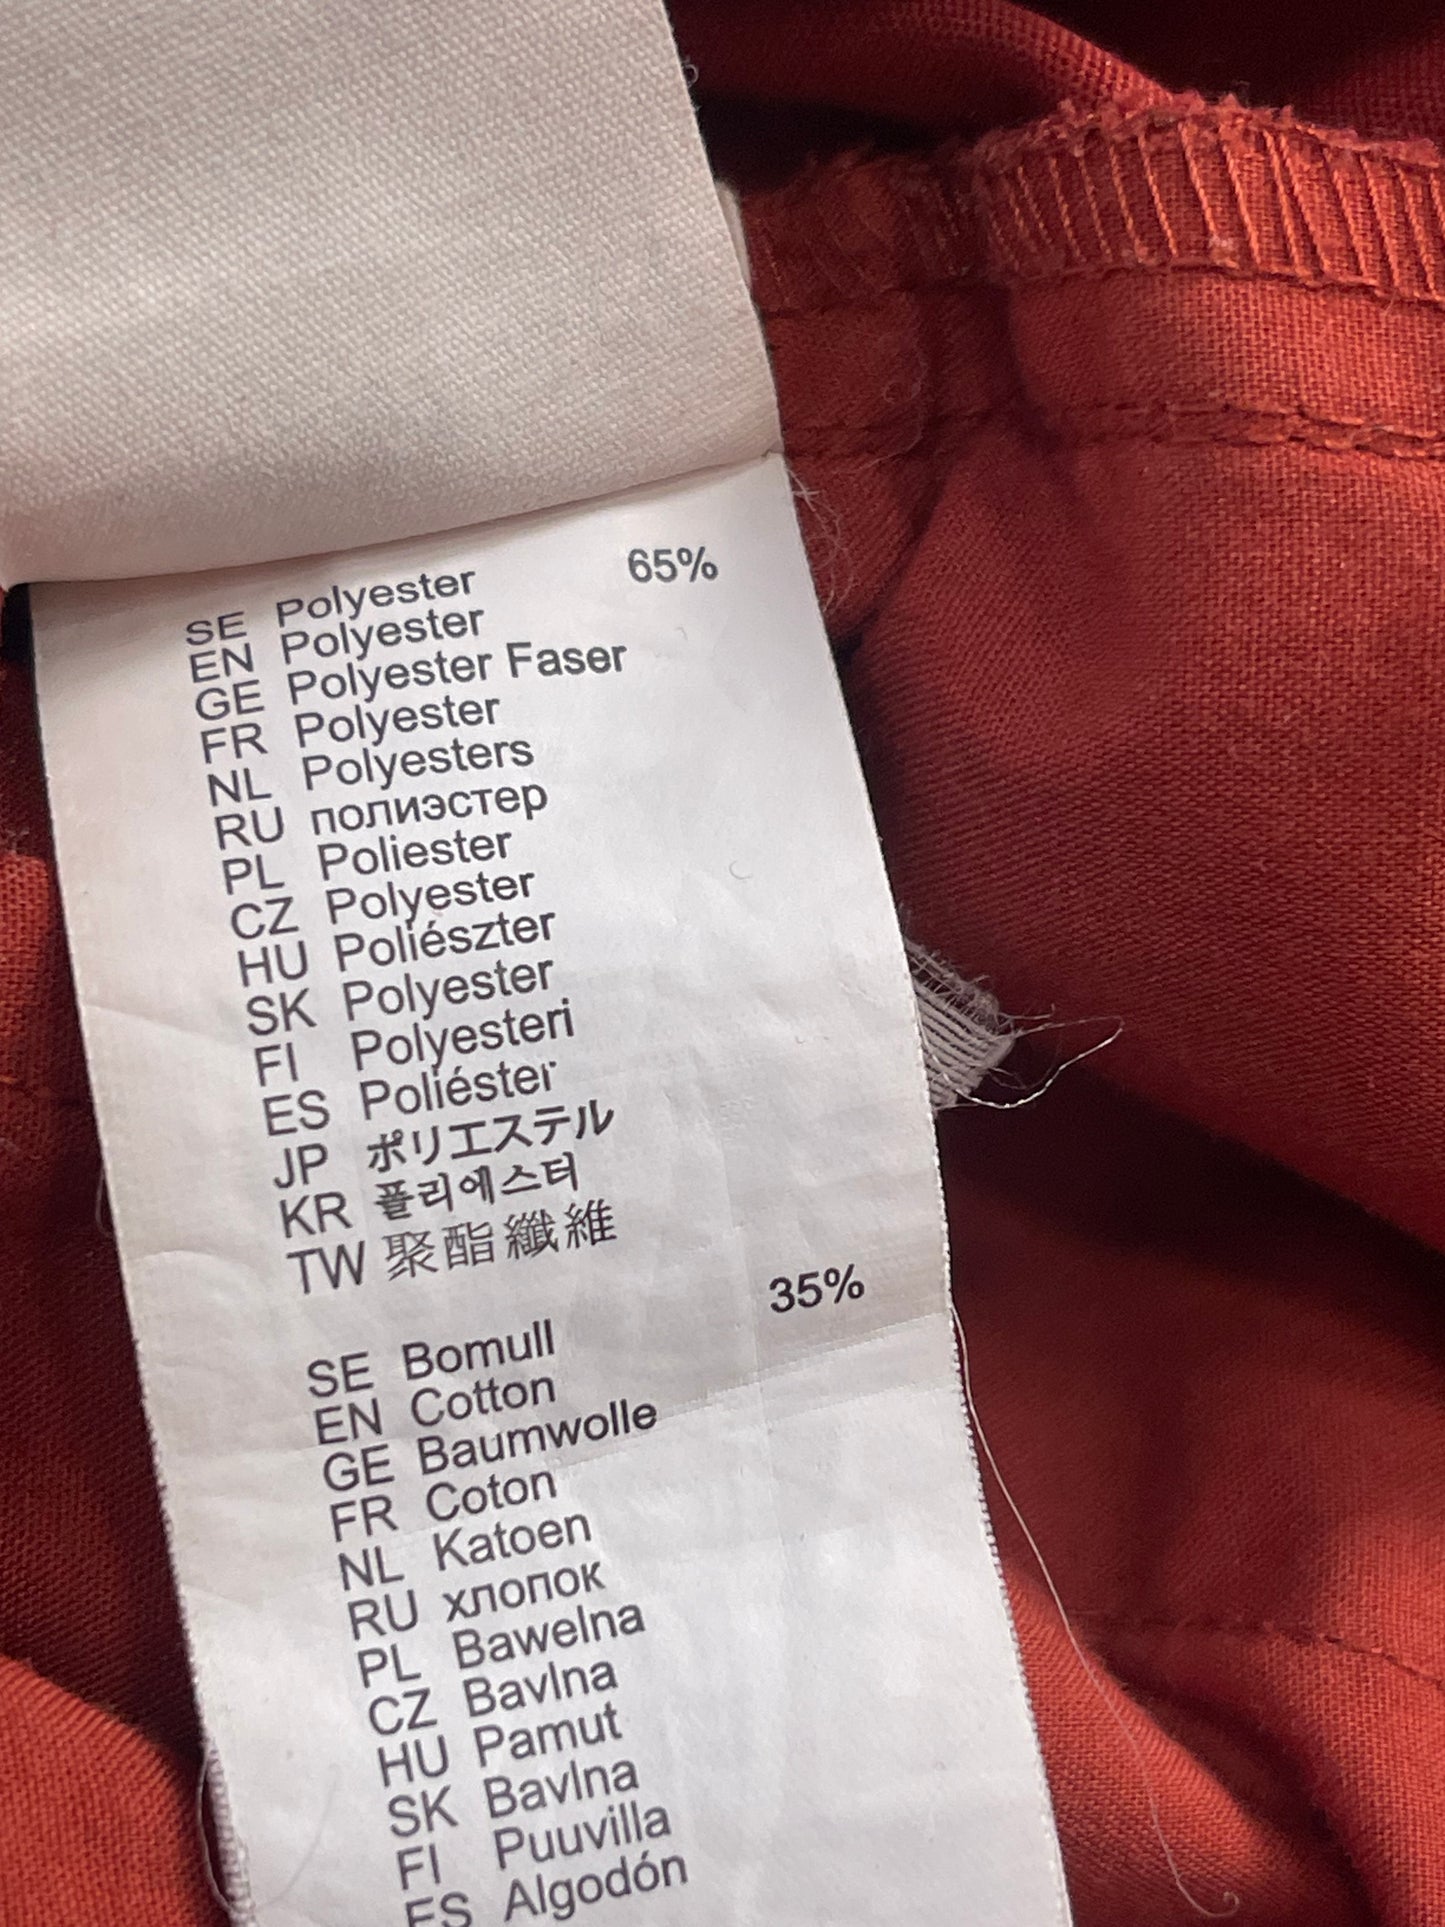 SE Polyester 65%
EN Polyester
GE Polyester Faser
FR Polyester
NL Polyesters
RU полиэстер
PL Poliester
CZ Polyester
HU Poliészter
SK Polyester
FI Polyesteri
ES Poliéster
JP ポリエステル
KR 폴리에스터
TW 聚酯纖維
35%
SE Bomull
EN Cotton
GE Baumwolle
FR Coton
NL Katoen
RU хлопок
PL Bawelna
CZ Bavlna
HU Pamut
SK Bavlna
FI Puuvilla
ES Algodón